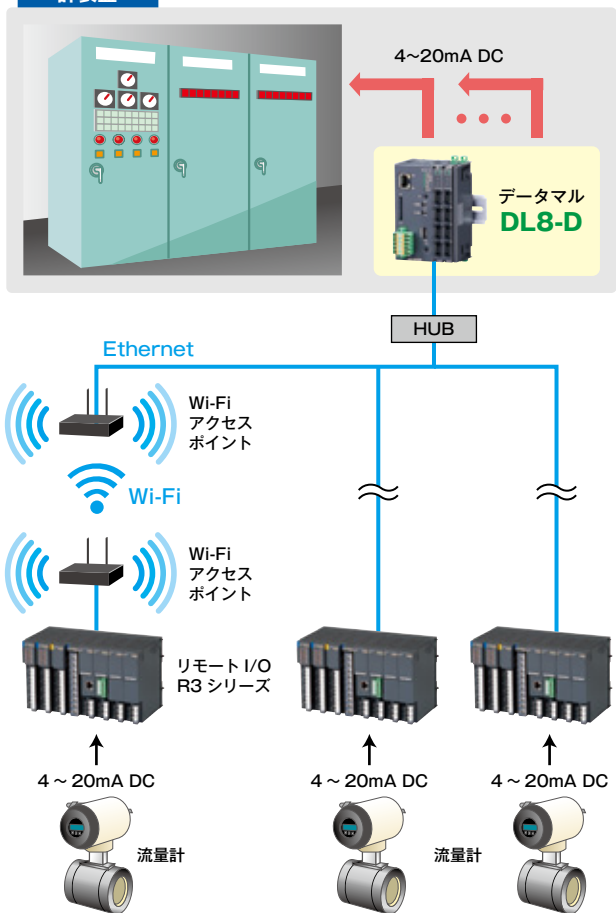 4~20mA DC
データマル
DL8-D
HUB
Ethernet
Wi-Fi
アクセス
ポイント
Wi-Fi
Wi-Fi
アクセス
ポイント
リモート I/O
R3 シリーズ
4 ~ 20mA DC
4 ~ 20mA DC
4 ~ 20mA DC
流量計
流量計